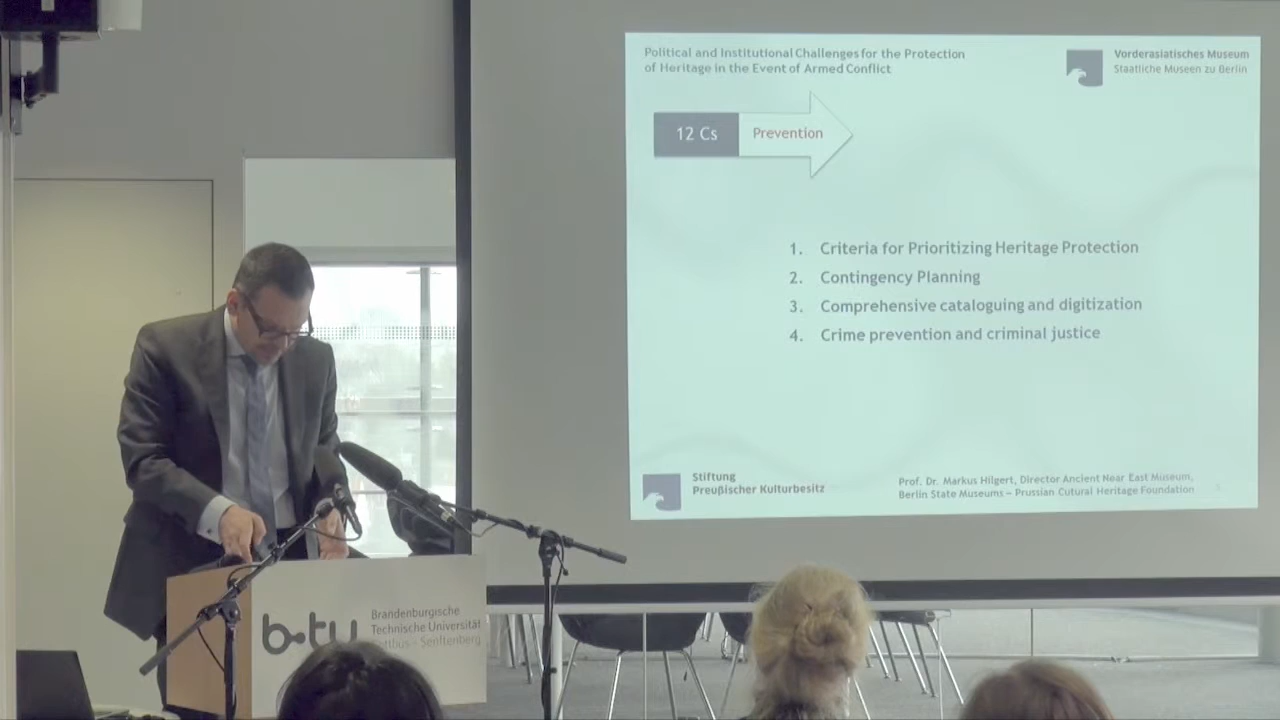 Political and Institutional Challenges for the Protection
of Heritage in the Event of Armed Conflict
Vorderasiatisches Museum
Staatliche Museen zu Berlin
12 Cs
Prevention
1. Criteria for Prioritizing Heritage Protection
2. Contingency Planning
3. Comprehensive cataloguing and digitization
4. Crime prevention and criminal justice
Stiftung
Preußischer Kulturbesitz
Prof. Dr. Markus Hilgert, Director Ancient Near East Museum,
Berlin State Museums – Prussian Cutural Heritage Foundation
b-tu
Brandenburgische
Technische Universität
Cottbus - Senftenberg